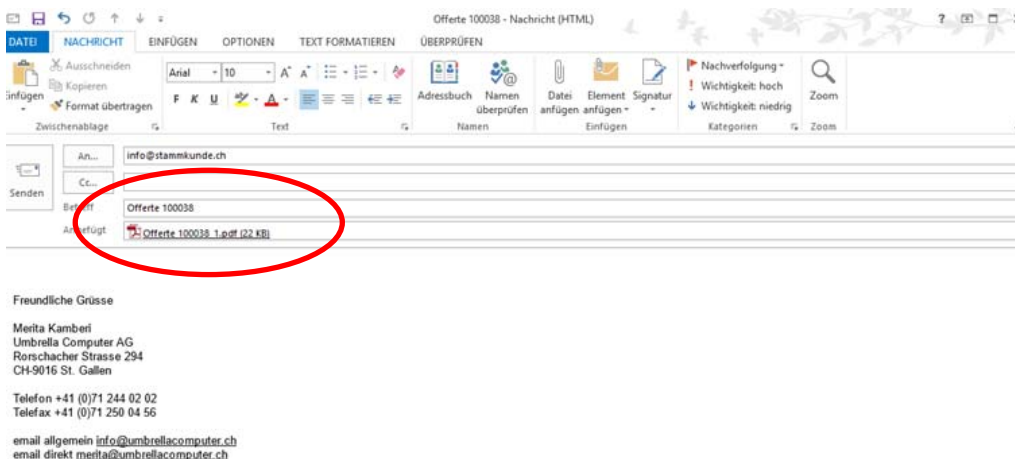 Offerte 100038 - Nachricht (HTML)
DATEI NACHRICHT EINFÜGEN OPTIONEN TEXT FORMATIEREN ÜBERPRÜFEN
Einfügen
Ausschneiden
Kopieren
Format übertragen
Zwischenablage
Arial 10
F K U
Text
Adressbuch Namen überprüfen
Namen
Datei anfügen Element anfügen Signatur
Einfügen
Nachverfolgung
Wichtigkeit: hoch
Wichtigkeit: niedrig
Kategorien
Zoom
Zoom
Senden
An... info@stammkunde.ch
Cc...
Betreff Offerte 100038
Angefügt Offerte 100038_1.pdf (22 KB)
Freundliche Grüsse
Merita Kamberi
Umbrella Computer AG
Rorschacher Strasse 294
CH-9016 St. Gallen
Telefon +41 (0)71 244 02 02
Telefax +41 (0)71 250 04 56
email allgemein info@umbrellacomputer.ch
email direkt merita@umbrellacomputer.ch